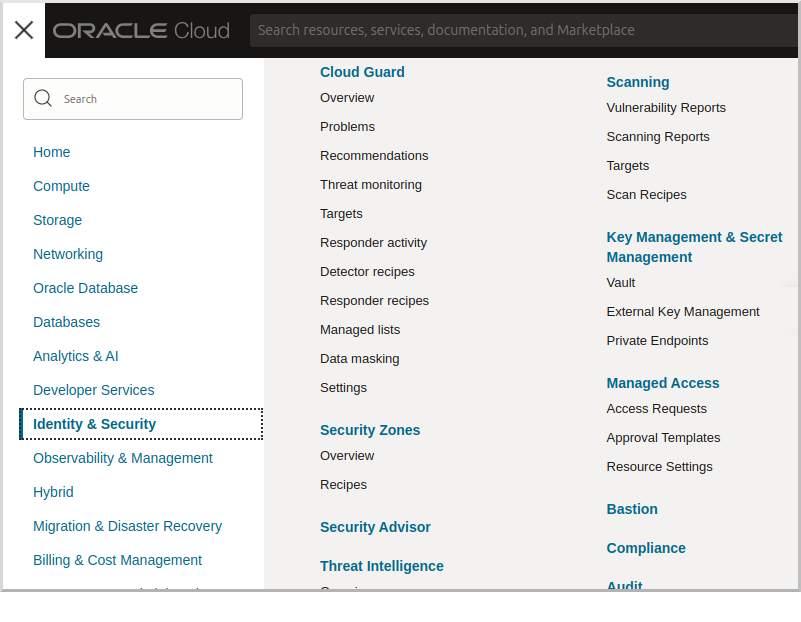 ORACLE Cloud
Search resources, services, documentation, and Marketplace
Search
Home
Compute
Storage
Networking
Oracle Database
Databases
Analytics & AI
Developer Services
Identity & Security
Observability & Management
Hybrid
Migration & Disaster Recovery
Billing & Cost Management
Cloud Guard
Overview
Problems
Recommendations
Threat monitoring
Targets
Responder activity
Detector recipes
Responder recipes
Managed lists
Data masking
Settings
Security Zones
Overview
Recipes
Security Advisor
Threat Intelligence
Scanning
Vulnerability Reports
Scanning Reports
Targets
Scan Recipes
Key Management & Secret
Management
Vault
External Key Management
Private Endpoints
Managed Access
Access Requests
Approval Templates
Resource Settings
Bastion
Compliance
Audit